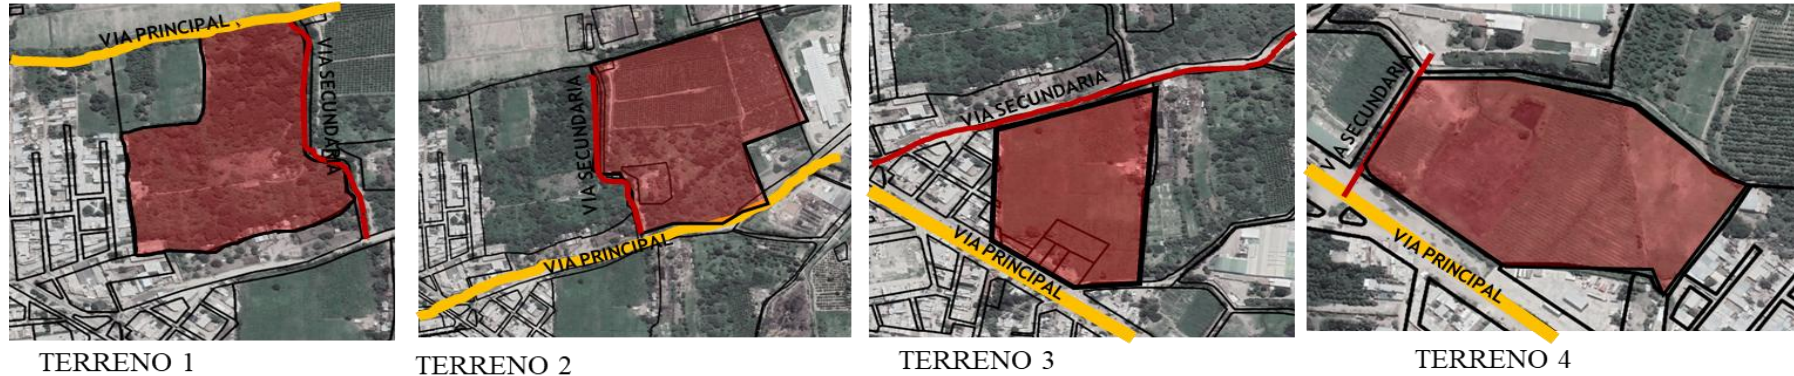 VIA PRINCIPAL
VIA SECUNDARIA
TERRENO 1
VIA SECUNDARIA
VIA PRINCIPAL
TERRENO 2
VIA SECUNDARIA
VIA PRINCIPAL
TERRENO 3
VIA SECUNDARIA
VIA PRINCIPAL
TERRENO 4